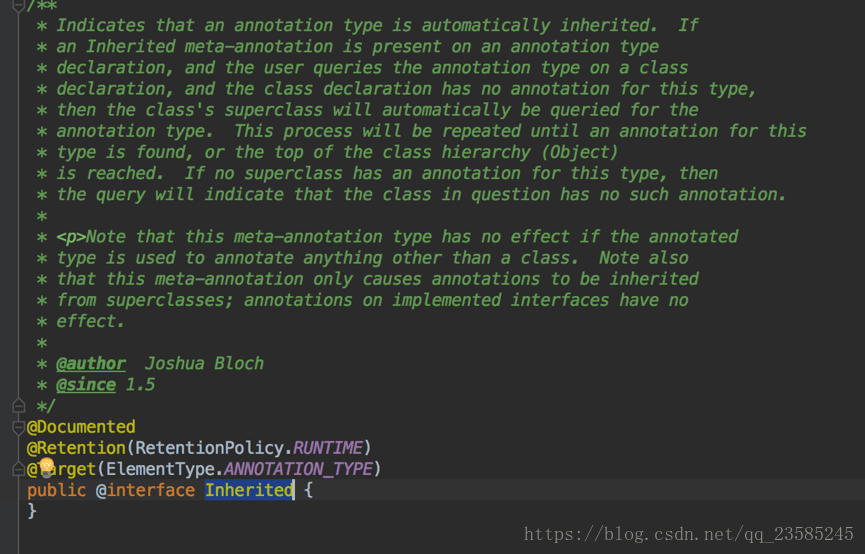 /**
* Indicates that an annotation type is automatically inherited.  If
* an Inherited meta-annotation is present on an annotation type
* declaration, and the user queries the annotation type on a class
* declaration, and the class declaration has no annotation for this type,
* then the class's superclass will automatically be queried for the
* annotation type.  This process will be repeated until an annotation for this
* type is found, or the top of the class hierarchy (Object)
* is reached.  If no superclass has an annotation for this type, then
* the query will indicate that the class in question has no such annotation.
*
* <p>Note that this meta-annotation type has no effect if the annotated
* type is used to annotate anything other than a class.  Note also
* that this meta-annotation only causes annotations to be inherited
* from superclasses; annotations on implemented interfaces have no
* effect.
*
* @author  Joshua Bloch
* @since 1.5
*/
@Documented
@Retention(RetentionPolicy.RUNTIME)
@Target(ElementType.ANNOTATION_TYPE)
public @interface Inherited {
}
https://blog.csdn.net/qq_23585245